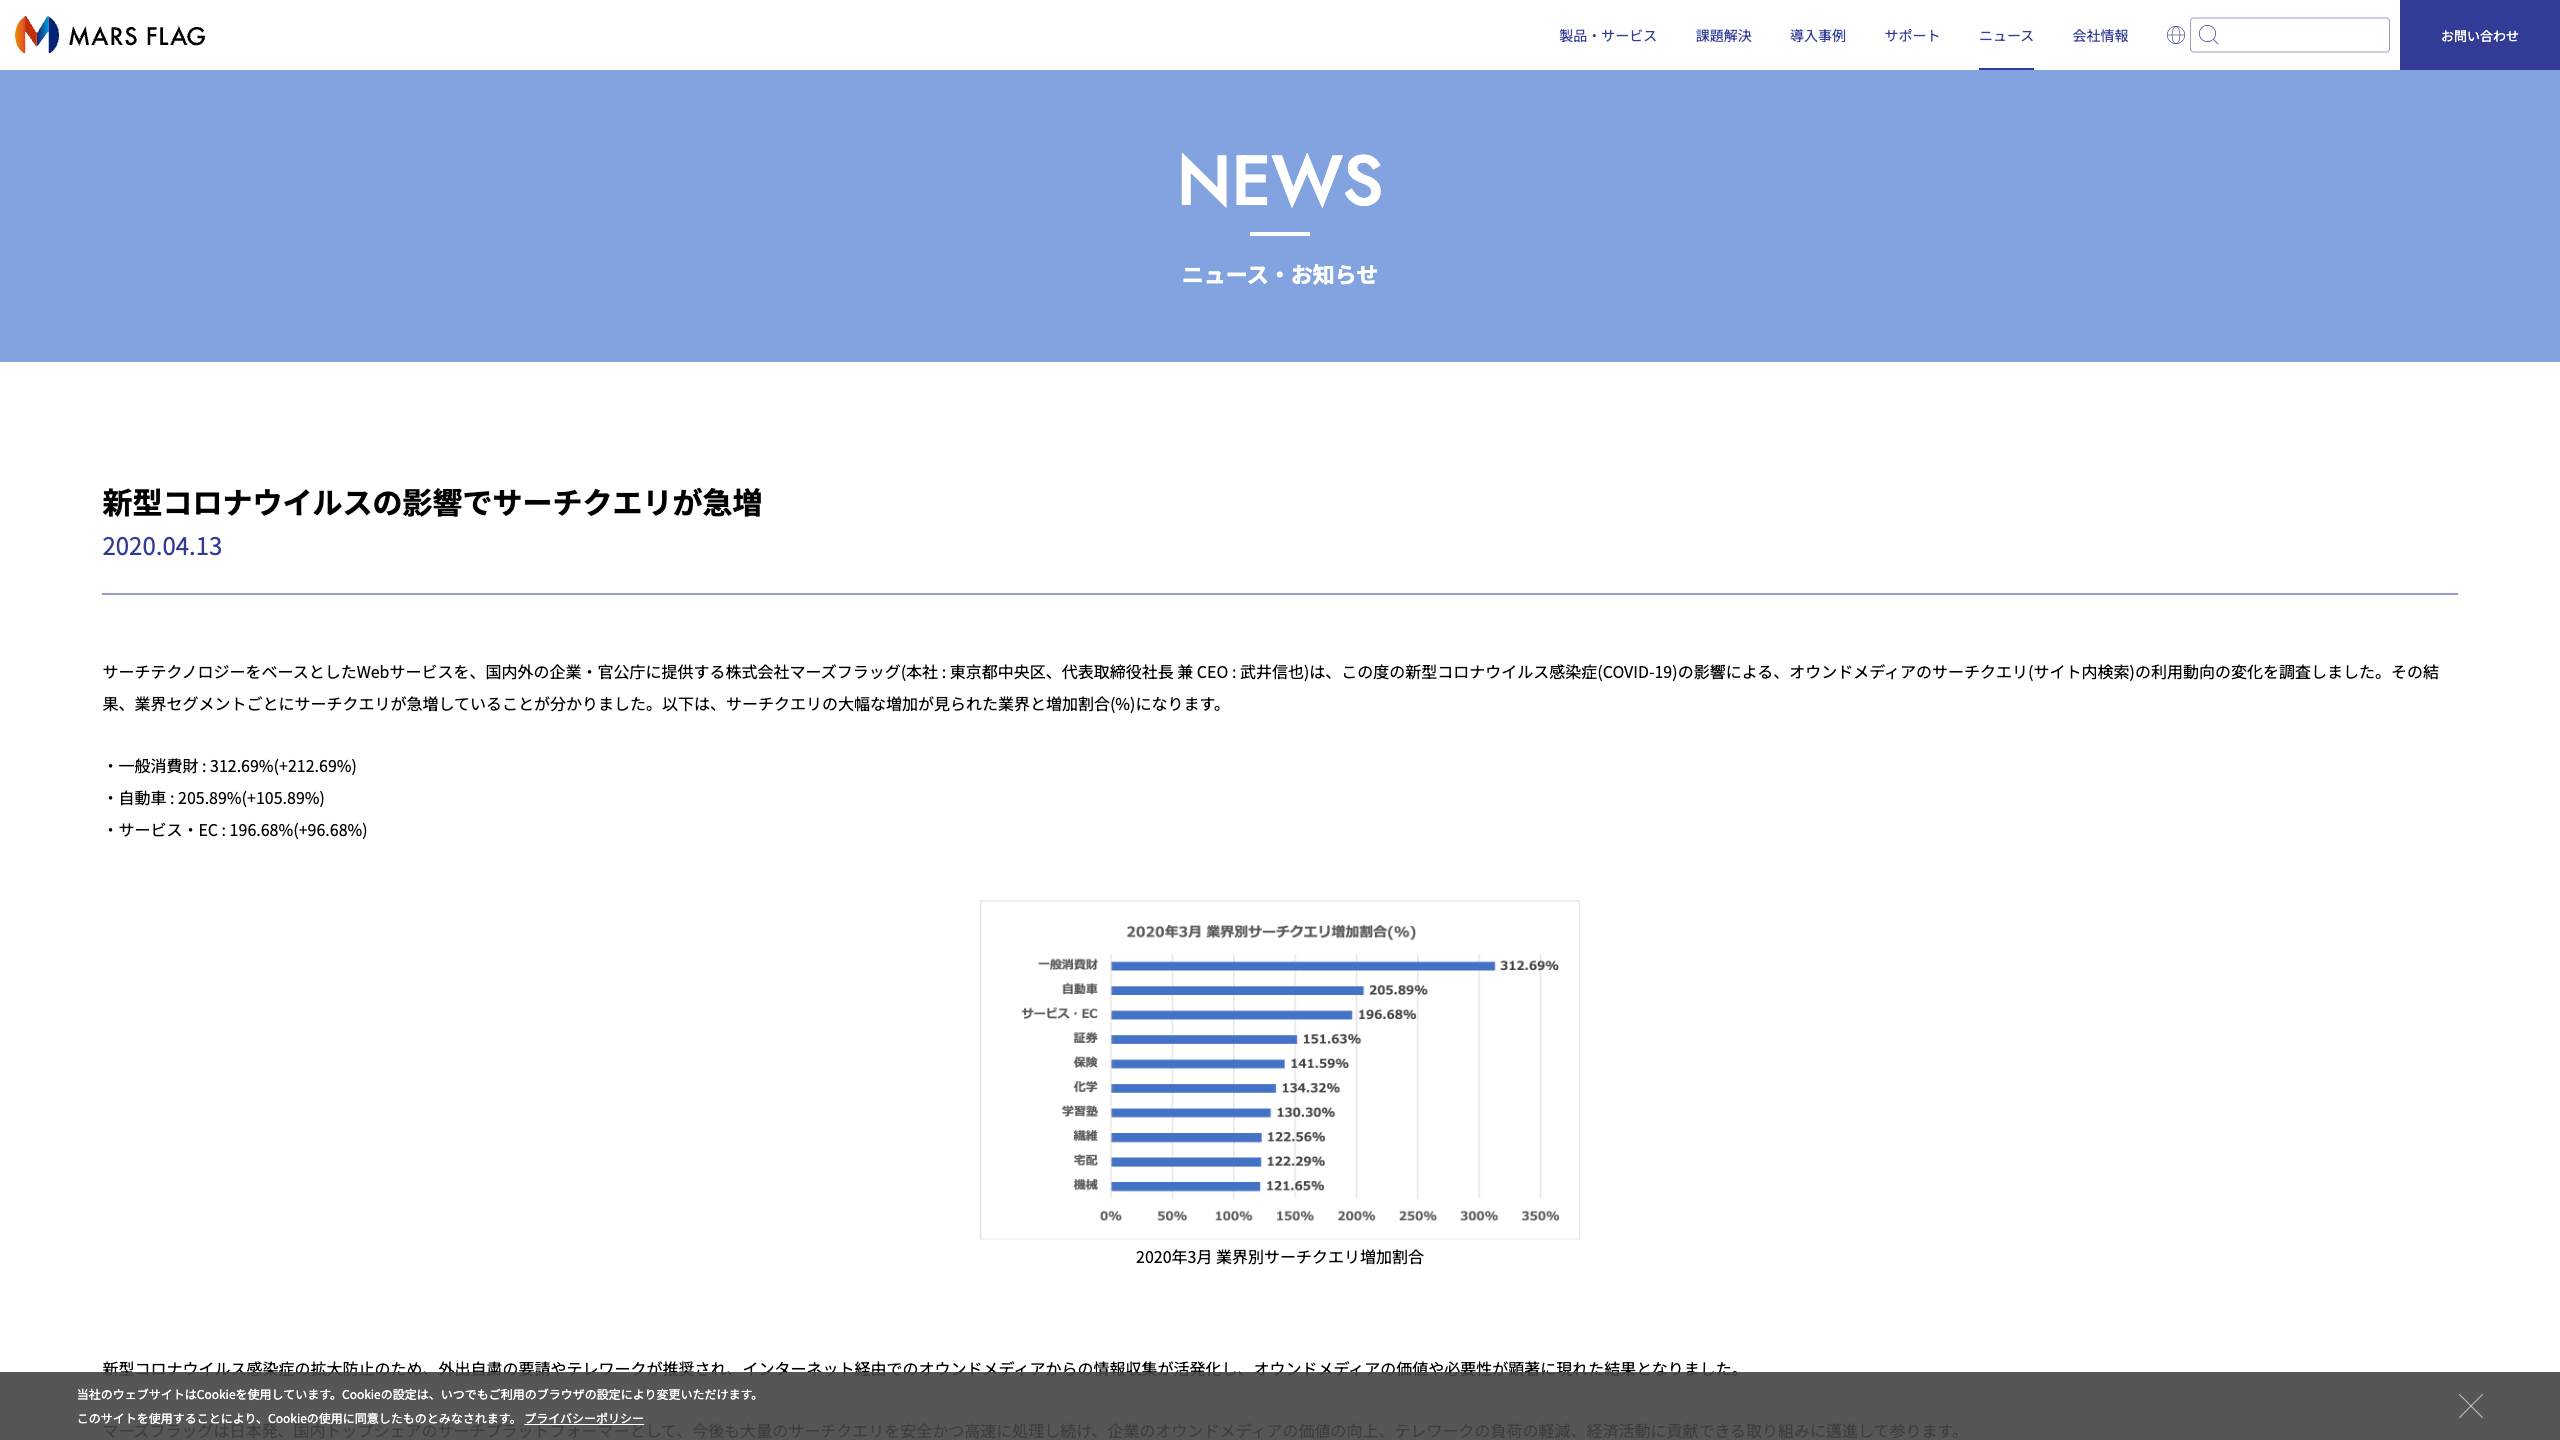 MARS FLAG
製品・サービス 課題解決 導入事例 サポート ニュース 会社情報 お問い合わせ
NEWS
ニュース・お知らせ
新型コロナウイルスの影響でサーチクエリが急増
2020.04.13
サーチテクノロジーをベースとしたWebサービスを、国内外の企業・官公庁に提供する株式会社マーズフラッグ(本社 : 東京都中央区、代表取締役社長 兼 CEO : 武井信也)は、この度の新型コロナウイルス感染症(COVID-19)の影響による、オウンドメディアのサーチクエリ(サイト内検索)の利用動向の変化を調査しました。その結
果、業界セグメントごとにサーチクエリが急増していることが分かりました。以下は、サーチクエリの大幅な増加が見られた業界と増加割合(%)になります。
・一般消費財 : 312.69%(+212.69%)
・自動車 : 205.89%(+105.89%)
・サービス・EC : 196.68%(+96.68%)
2020年3月 業界別サーチクエリ増加割合(%)
一般消費財 312.69%
自動車 205.89%
サービス・EC 196.68%
証券 151.63%
保険 141.59%
化学 134.32%
学習塾 130.30%
繊維 122.56%
宅配 122.29%
機械 121.65%
0% 50% 100% 150% 200% 250% 300% 350%
2020年3月 業界別サーチクエリ増加割合
新型コロナウイルス感染症の拡大防止のため、外出自粛の要請やテレワークが推奨され、インターネット経由でのオウンドメディアからの情報収集が活発化し、オウンドメディアの価値や必要性が顕著に現れた結果となりました。
当社のウェブサイトはCookieを使用しています。Cookieの設定は、いつでもご利用のブラウザの設定により変更いただけます。
このサイトを使用することにより、Cookieの使用に同意したものとみなされます。 プライバシーポリシー
マーズフラッグは日本発、国内トップシェアのサーチプラットフォーマーとして、今後も大量のサーチクエリを安全かつ高速に処理し続け、企業のオウンドメディアの価値の向上、テレワークの負荷の軽減、経済活動に貢献できる取り組みに邁進して参ります。